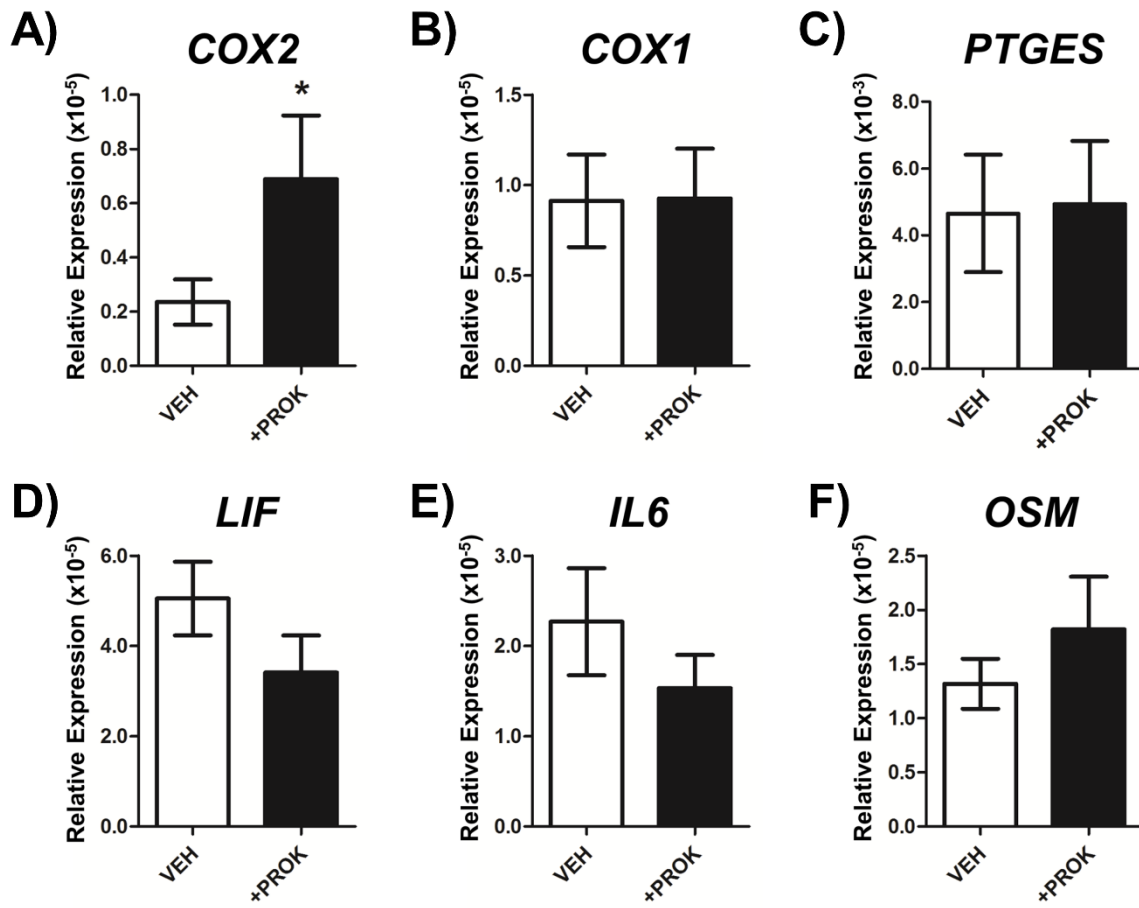 A) COX2
Relative Expression (x10⁻⁵)
1.0
0.8
0.6
0.4
0.2
0.0
*
VEH
+PROK
B) COX1
Relative Expression (x10⁻⁵)
1.5
1.0
0.5
0.0
VEH
+PROK
C) PTGES
Relative Expression (x10⁻³)
8.0
6.0
4.0
2.0
0.0
VEH
+PROK
D) LIF
Relative Expression (x10⁻⁵)
6.0
4.0
2.0
0.0
VEH
+PROK
E) IL6
Relative Expression (x10⁻⁵)
3.0
2.0
1.0
0.0
VEH
+PROK
F) OSM
Relative Expression (x10⁻⁵)
2.5
2.0
1.5
1.0
0.5
0.0
VEH
+PROK